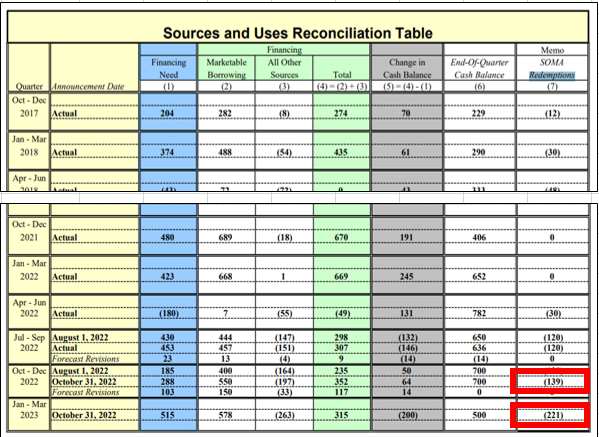 Sources and Uses Reconciliation Table
Financing Memo
Financing Marketable All Other Change in End-Of-Quarter SOMA
Need Borrowing Sources Total Cash Balance Cash Balance Redemptions
Quarter Announcement Date (1) (2) (3) (4) = (2) + (3) (5) = (4) - (1) (6) (7)
Oct - Dec
2017 Actual 204 282 (8) 274 70 229 (12)
Jan - Mar
2018 Actual 374 488 (54) 435 61 290 (30)
Apr - Jun
Oct - Dec
2021 Actual 480 689 (18) 670 191 406 0
Jan - Mar
2022 Actual 423 668 1 669 245 652 0
Apr - Jun
2022 Actual (180) 7 (55) (49) 131 782 (30)
Jul - Sep August 1, 2022 430 444 (147) 298 (132) 650 (120)
2022 Actual 453 457 (151) 307 (146) 636 (120)
Forecast Revisions 23 13 (4) 9 (14) (14) 0
Oct - Dec August 1, 2022 185 400 (164) 235 50 700
2022 October 31, 2022 288 550 (197) 352 64 700 (139)
Forecast Revisions 103 150 (33) 117 14 0
Jan - Mar
2023 October 31, 2022 515 578 (263) 315 (200) 500 (221)